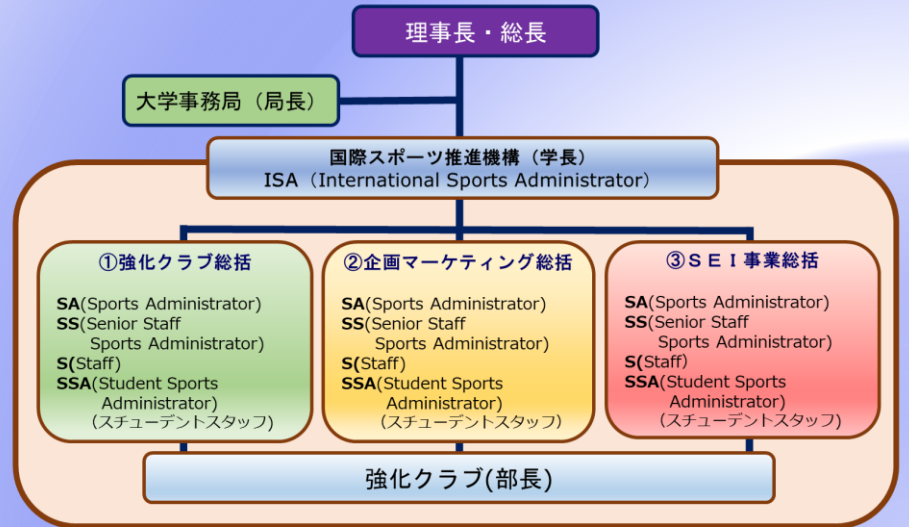 理事長・総長
大学事務局（局長）
国際スポーツ推進機構（学長）
ISA（International Sports Administrator）
①強化クラブ総括
SA(Sports Administrator)
SS(Senior Staff
Sports Administrator)
S(Staff)
SSA(Student Sports
Administrator)
（スチューデントスタッフ)
②企画マーケティング総括
SA(Sports Administrator)
SS(Senior Staff
Sports Administrator)
S(Staff)
SSA(Student Sports
Administrator)
（スチューデントスタッフ）
③ＳＥＩ事業総括
SA(Sports Administrator)
SS(Senior Staff
Sports Administrator)
S(Staff)
SSA(Student Sports
Administrator)
（スチューデントスタッフ)
強化クラブ(部長)